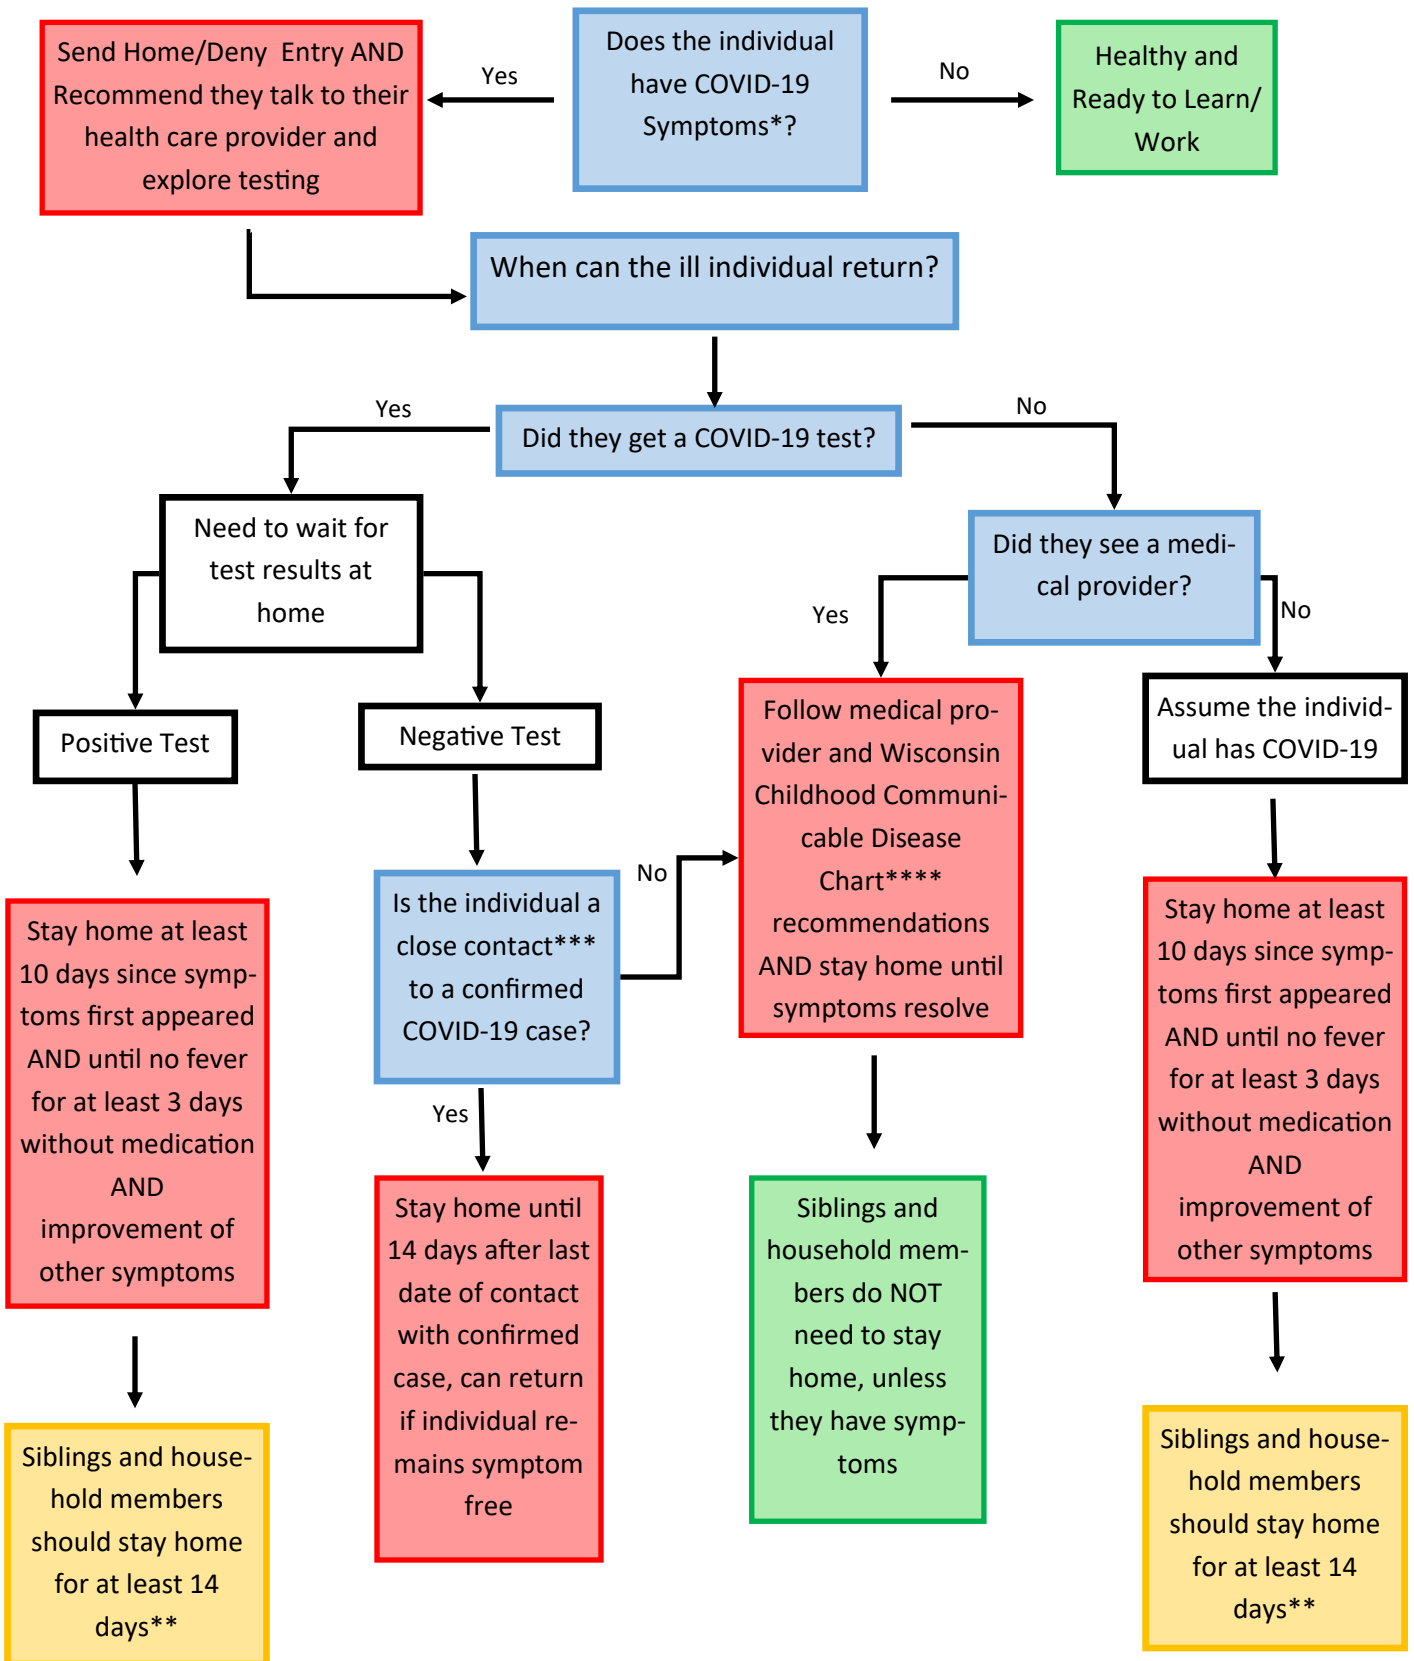 Send Home/Deny Entry AND
Recommend they talk to their
health care provider and
explore testing
Yes
Does the individual
have COVID-19
Symptoms*?
No
Healthy and
Ready to Learn/
Work
When can the ill individual return?
Yes
Did they get a COVID-19 test?
No
Need to wait for
test results at
home
Did they see a medi-
cal provider?
Yes
No
Positive Test
Negative Test
Follow medical pro-
vider and Wisconsin
Childhood Communi-
cable Disease
Chart****
recommendations
AND stay home until
symptoms resolve
Assume the individ-
ual has COVID-19
Stay home at least
10 days since symp-
toms first appeared
AND until no fever
for at least 3 days
without medication
AND
improvement of
other symptoms
Is the individual a
close contact***
to a confirmed
COVID-19 case?
No
Yes
Stay home at least
10 days since symp-
toms first appeared
AND until no fever
for at least 3 days
without medication
AND
improvement of
other symptoms
Stay home until
14 days after last
date of contact
with confirmed
case, can return
if individual re-
mains symptom
free
Siblings and
household mem-
bers do NOT
need to stay
home, unless
they have symp-
toms
Siblings and house-
hold members
should stay home
for at least 14
days**
Siblings and house-
hold members
should stay home
for at least 14
days**